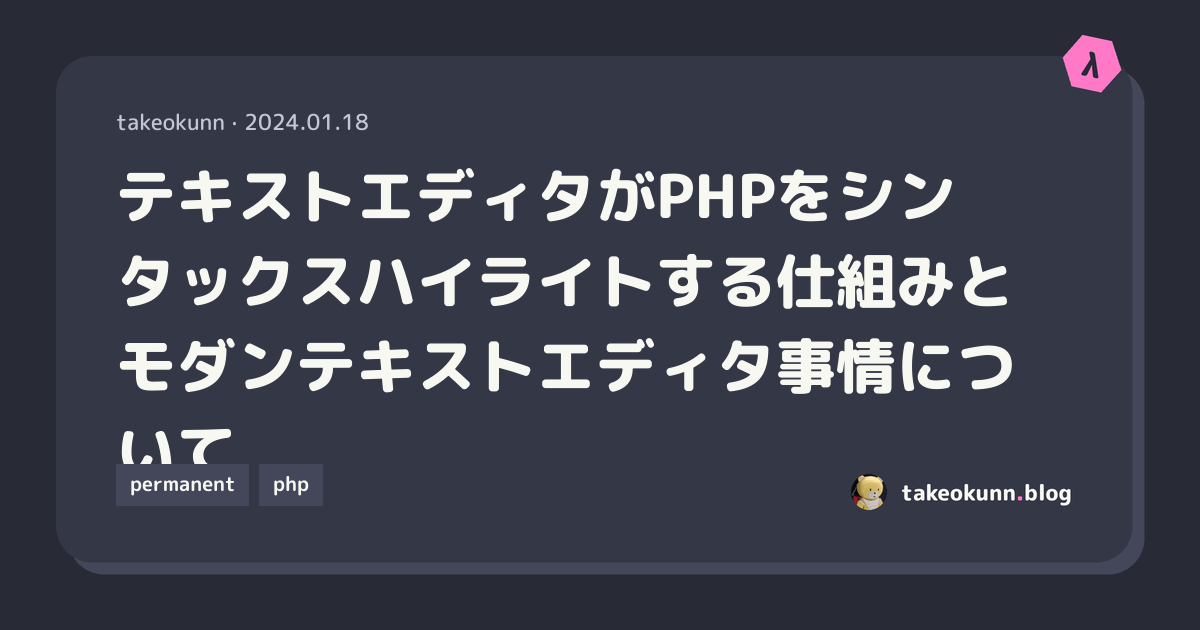 takeokunn · 2024.01.18
テキストエディタがPHPをシン
タックスハイライトする仕組みと
モダンテキストエディタ事情につ
いて
permanent php
takeokunn.blog
λ